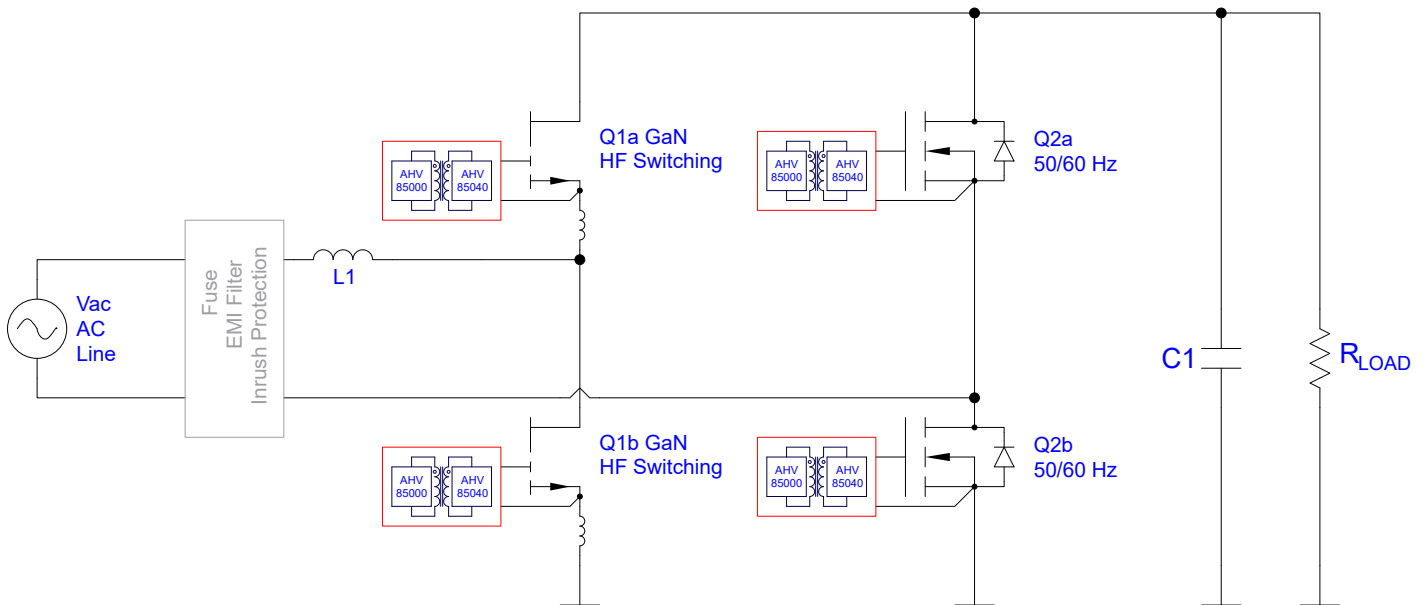 Q1a GaN
HF Switching
Q2a
50/60 Hz
AHV
85000
AHV
85040
AHV
85000
AHV
85040
Vac
AC
Line
Fuse
EMI Filter
Inrush Protection
L1
C1
RLOAD
Q1b GaN
HF Switching
Q2b
50/60 Hz
AHV
85000
AHV
85040
AHV
85000
AHV
85040